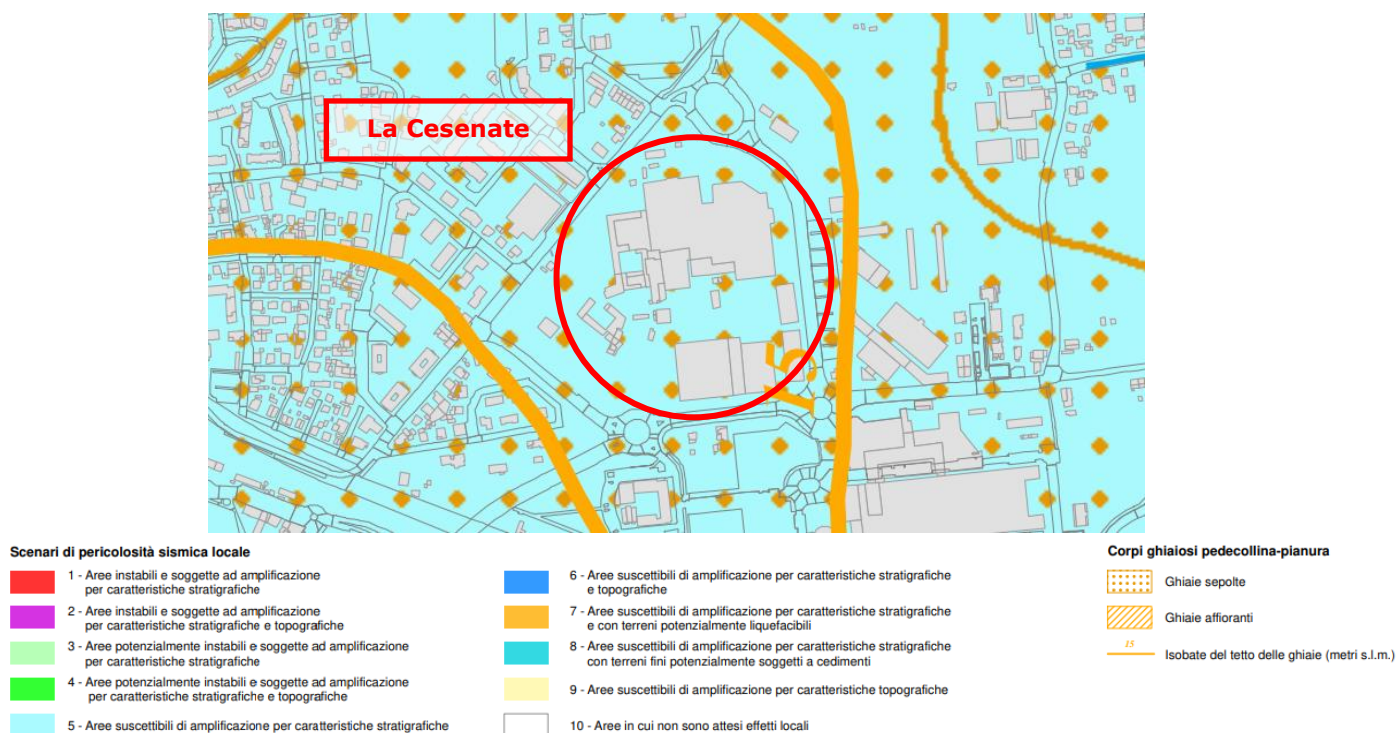 La Cesenate
15
Scenari di pericolosità sismica locale
1 - Aree instabili e soggette ad amplificazione
per caratteristiche stratigrafiche
2 - Aree instabili e soggette ad amplificazione
per caratteristiche stratigrafiche e topografiche
3 - Aree potenzialmente instabili e soggette ad amplificazione
per caratteristiche stratigrafiche
4 - Aree potenzialmente instabili e soggette ad amplificazione
per caratteristiche stratigrafiche e topografiche
5 - Aree suscettibili di amplificazione per caratteristiche stratigrafiche
6 - Aree suscettibili di amplificazione per caratteristiche stratigrafiche
e topografiche
7 - Aree suscettibili di amplificazione per caratteristiche stratigrafiche
e con terreni potenzialmente liquefacibili
8 - Aree suscettibili di amplificazione per caratteristiche stratigrafiche
con terreni fini potenzialmente soggetti a cedimenti
9 - Aree suscettibili di amplificazione per caratteristiche topografiche
10 - Aree in cui non sono attesi effetti locali
Corpi ghiaiosi pedecollina-pianura
Ghiaie sepolte
Ghiaie affioranti
15
Isobate del tetto delle ghiaie (metri s.l.m.)